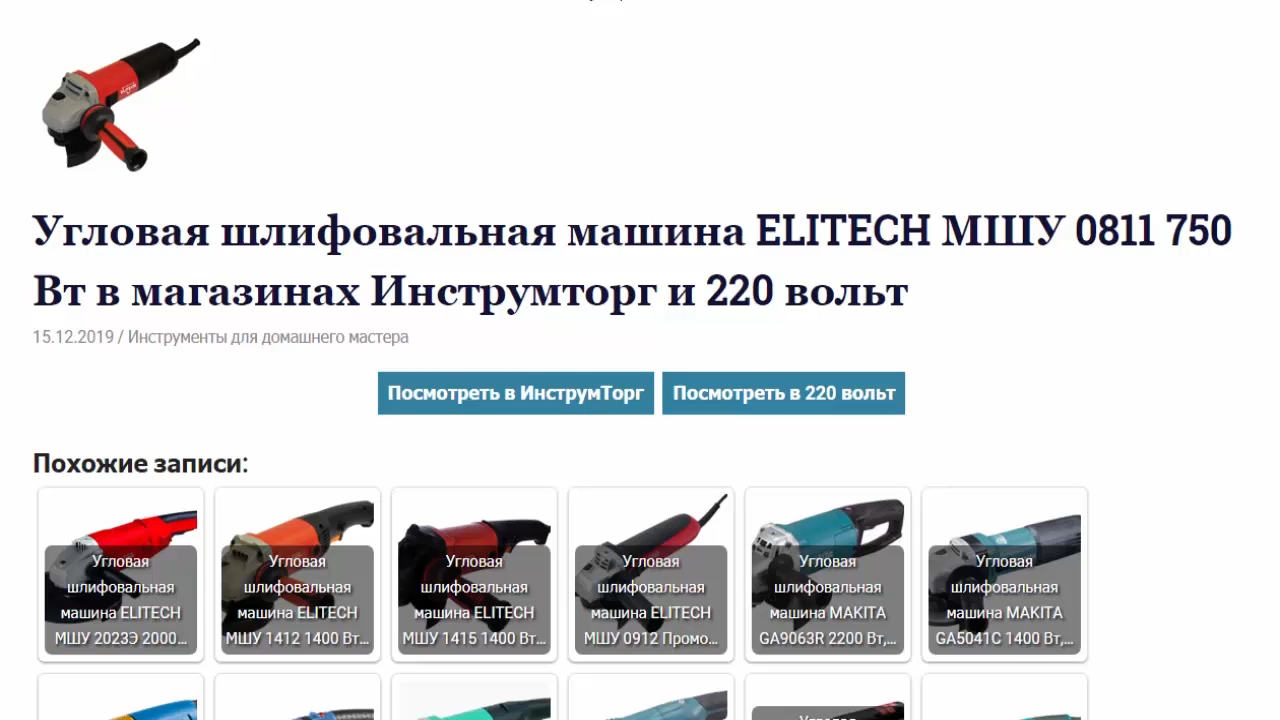 Угловая шлифовальная машина ELITECH МШУ 0811 750
Вт в магазинах Инструмторг и 220 вольт
15.12.2019 / Инструменты для домашнего мастера
Посмотреть в ИнструмТорг
Посмотреть в 220 вольт
Похожие записи:
Угловая
шлифовальная
машина ELITECH
МШУ 2023Э 2000...
Угловая
шлифовальная
машина ELITECH
МШУ 1412 1400 Вт...
Угловая
шлифовальная
машина ELITECH
МШУ 1415 1400 Вт...
Угловая
шлифовальная
машина ELITECH
МШУ 0912 Промо...
Угловая
шлифовальная
машина MAKITA
GA9063R 2200 Вт,...
Угловая
шлифовальная
машина MAKITA
GA5041C 1400 Вт,...